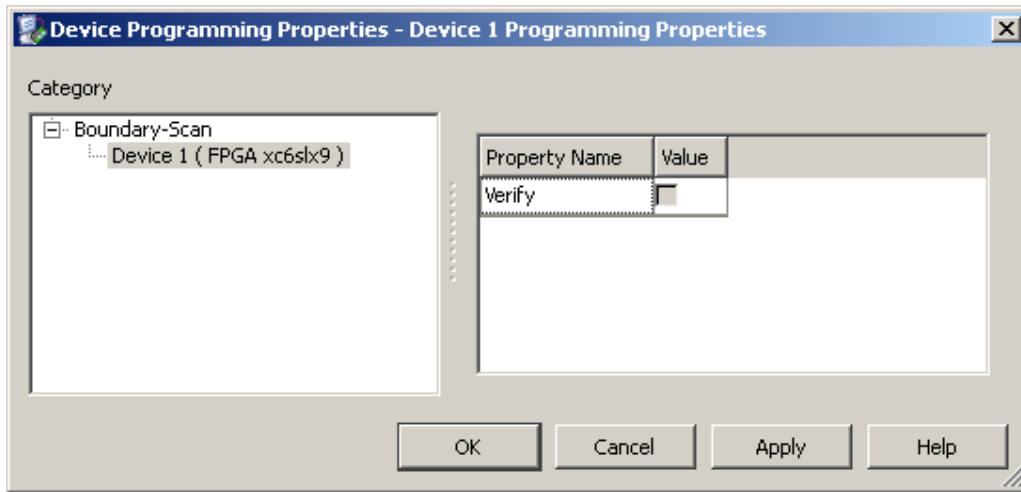 Device Programming Properties - Device 1 Programming Properties
Category
Boundary-Scan
Device 1 ( FPGA xc6slx9 )
Property Name Value
Verify
OK Cancel Apply Help